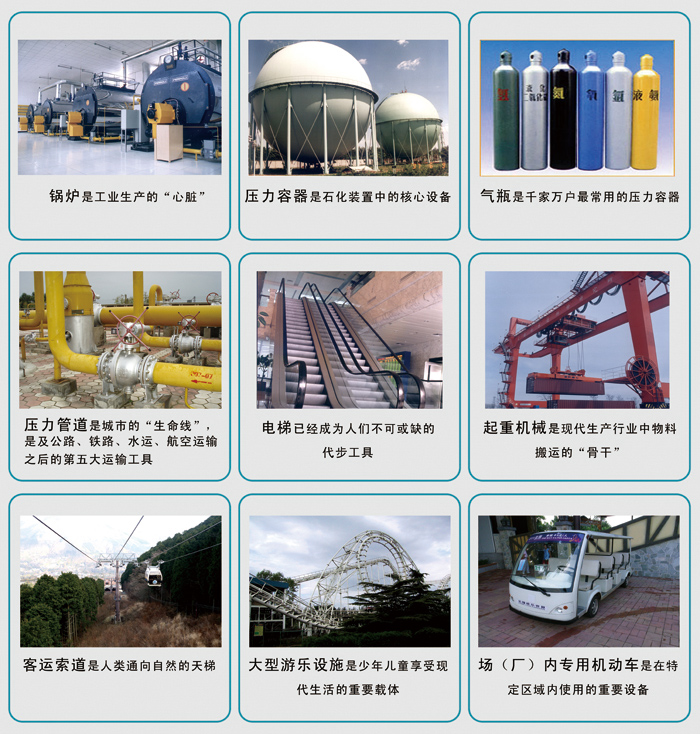 氮
液化
二氧化碳
氮
氧
氩
液氨
锅炉是工业生产的“心脏”
压力容器是石化装置中的核心设备
气瓶是千家万户最常用的压力容器
压力管道是城市的“生命线”，
是及公路、铁路、水运、航空运输
之后的第五大运输工具
电梯已经成为人们不可或缺的
代步工具
起重机械是现代生产行业中物料
搬运的“骨干”
客运索道是人类通向自然的天梯
大型游乐设施是少年儿童享受现
代生活的重要载体
场（厂）内专用机动车是在特
定区域内使用的重要设备